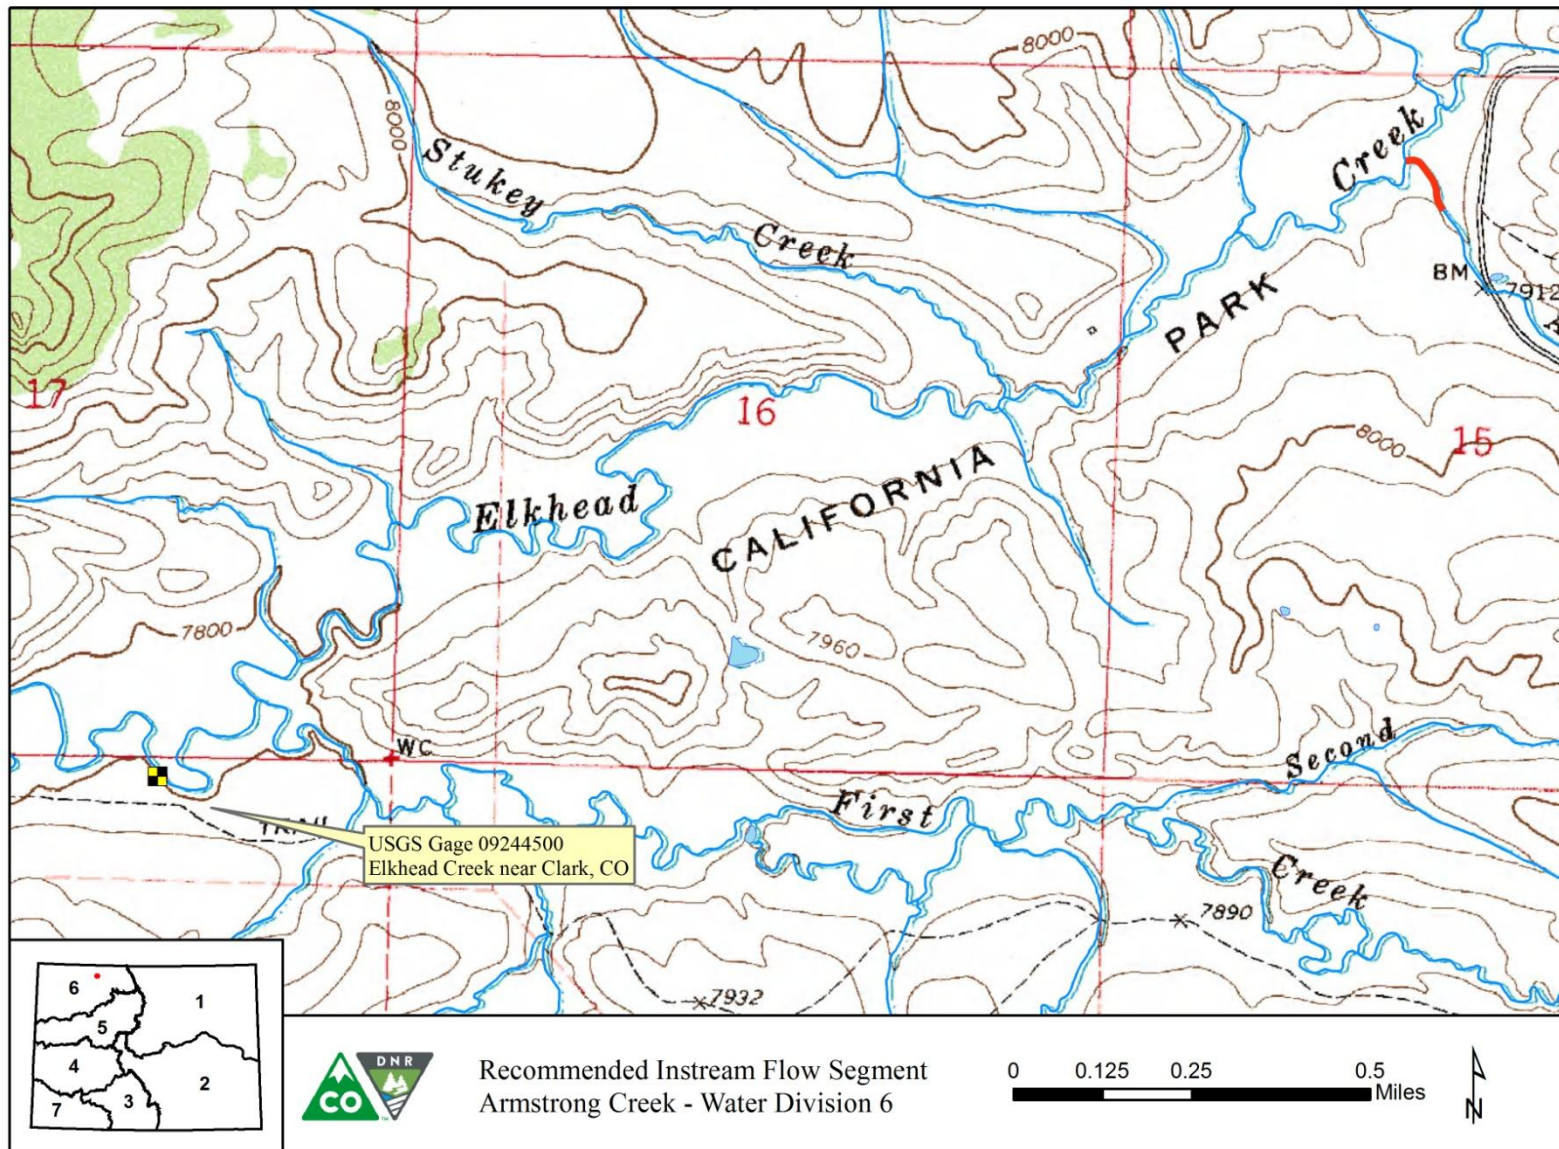 8000
8000
Stukey
Creek
Creek
BM
7912
A
PARK
17
16
15
8000
CALIFORNIA
Elkhead
7800
7960
WC
Second
First
Creek
TRAIL
USGS Gage 09244500
Elkhead Creek near Clark, CO
7890
7932
6
1
5
4
2
3
7
CO
TM
DNR
Recommended Instream Flow Segment
Armstrong Creek - Water Division 6
0 0.125 0.25 0.5
Miles
N